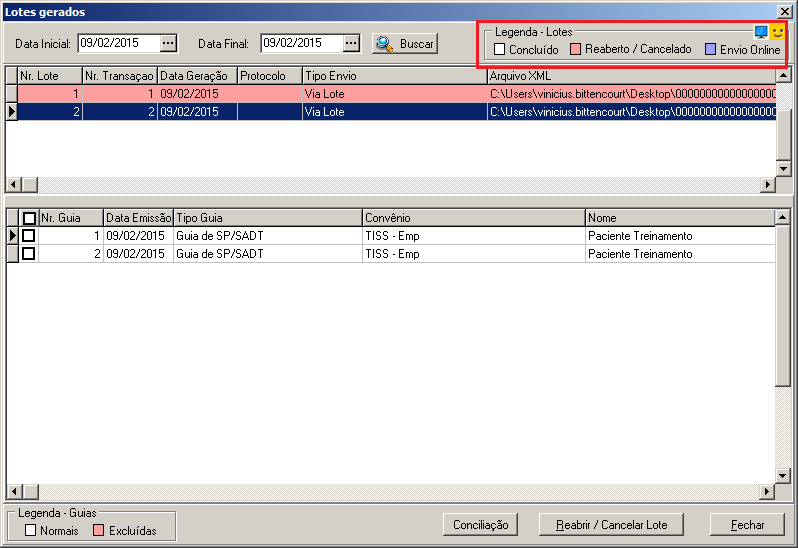 Lotes gerados
Data Inicial: 09/02/2015 ... Data Final: 09/02/2015 ... Buscar
Legenda - Lotes
Concluído Reaberto / Cancelado Envio Online
Nr. Lote Nr. Transaçao Data Geração Protocolo Tipo Envio Arquivo XML
1 1 09/02/2015 Via Lote C:\Users\vinicius.bittencourt\Desktop\00000000000000000
2 2 09/02/2015 Via Lote C:\Users\vinicius.bittencourt\Desktop\00000000000000000
Nr. Guia Data Emissão Tipo Guia Convênio Nome
1 09/02/2015 Guia de SP/SADT TISS - Emp Paciente Treinamento
2 09/02/2015 Guia de SP/SADT TISS - Emp Paciente Treinamento
Legenda - Guias
Normais Excluídas
Conciliação Reabrir / Cancelar Lote Fechar